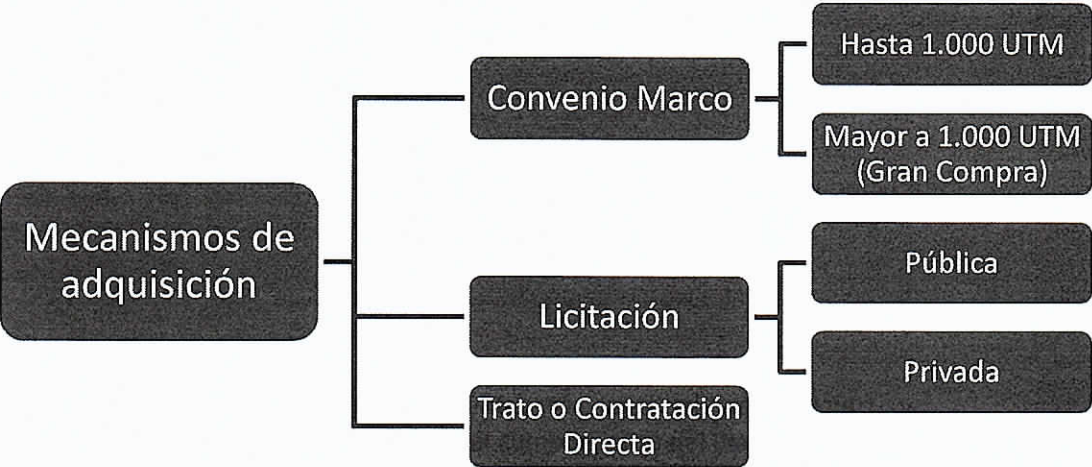 Mecanismos de
adquisición
Convenio Marco
Hasta 1.000 UTM
Mayor a 1.000 UTM
(Gran Compra)
Licitación
Pública
Privada
Trato o Contratación
Directa